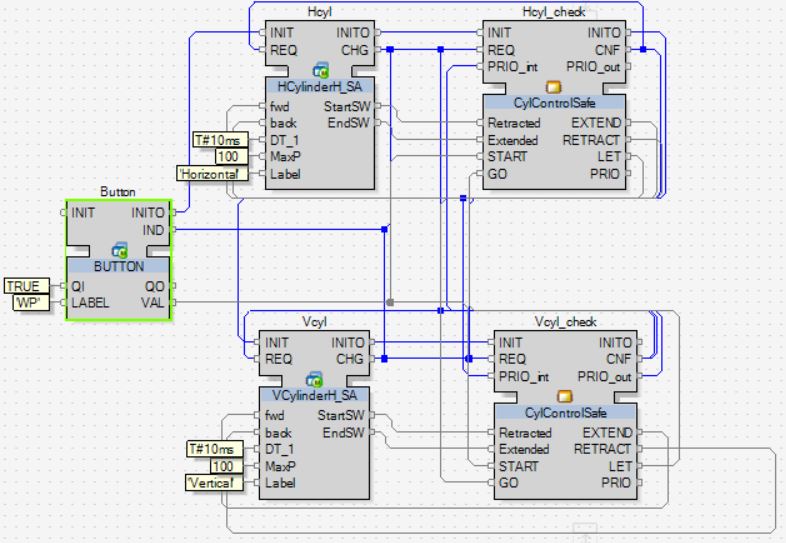 Hcyl
INIT INITO
REQ CHG
HCylinderH_SA
fwd StartSW
back EndSW
T#10ms DT_1
100 MaxP
'Horizontal' Label
Hcyl_check
INIT INITO
REQ CNF
PRIO_int PRIO_out
CylControlSafe
Retracted EXTEND
Extended RETRACT
START LET
GO PRIO
Button
INIT INITO
IND
BUTTON
TRUE QI QO
'WP' LABEL VAL
Vcyl
INIT INITO
REQ CHG
VCylinderH_SA
fwd StartSW
back EndSW
T#10ms DT_1
100 MaxP
'Vertical' Label
Vcyl_check
INIT INITO
REQ CNF
PRIO_int PRIO_out
CylControlSafe
Retracted EXTEND
Extended RETRACT
START LET
GO PRIO